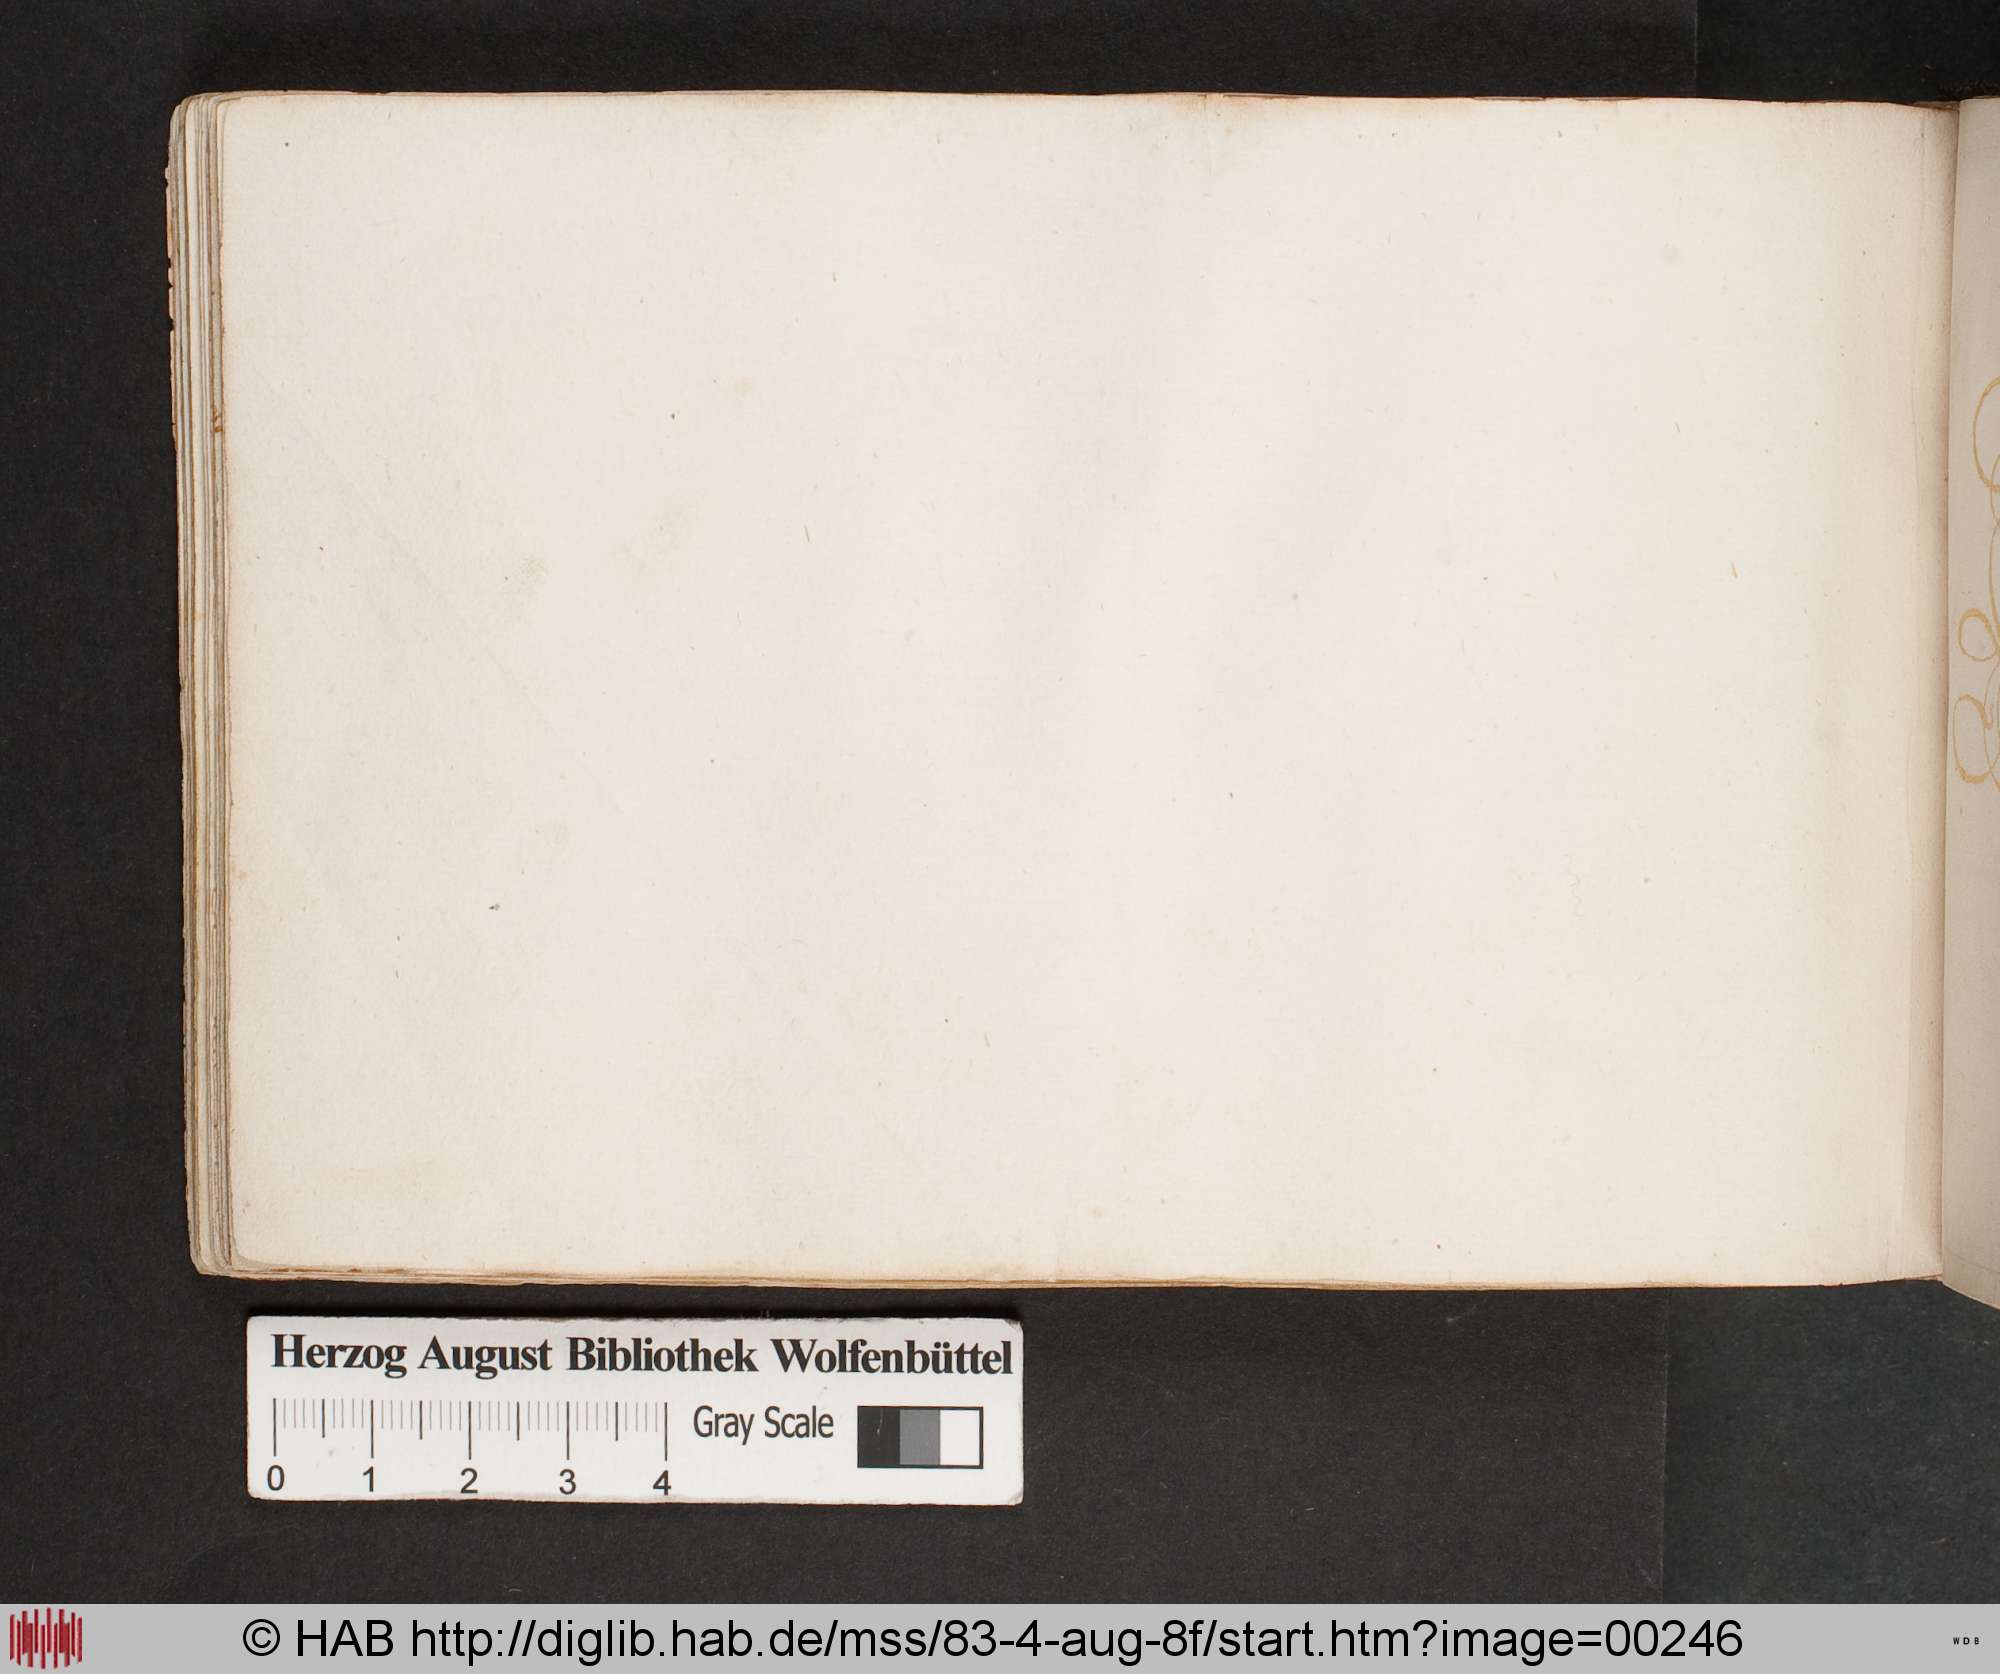 Herzog August Bibliothek Wolfenbüttel
Gray Scale
0 1 2 3 4
© HAB http://diglib.hab.de/mss/83-4-aug-8f/start.htm?image=00246
WDB